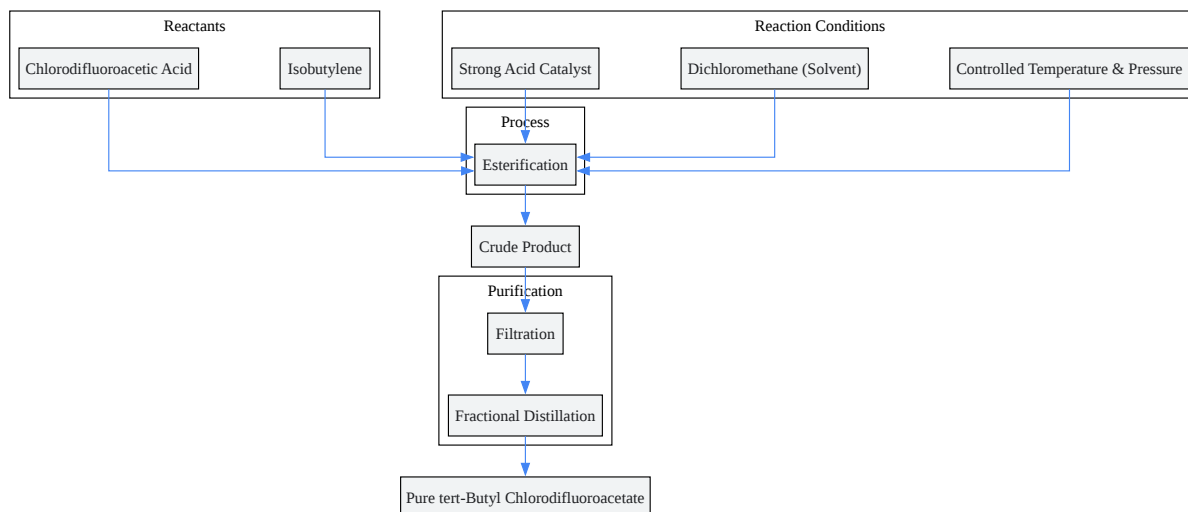 Reactants
Reaction Conditions
Chlorodifluoroacetic Acid
Isobutylene
Strong Acid Catalyst
Dichloromethane (Solvent)
Controlled Temperature & Pressure
Process
Esterification
Crude Product
Purification
Filtration
Fractional Distillation
Pure tert-Butyl Chlorodifluoroacetate